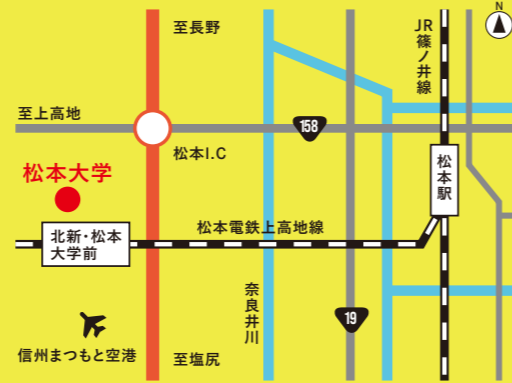 N
至長野
JR篠ノ井線
至上高地
158
松本I.C
松本大学
松本駅
北新・松本
大学前
松本電鉄上高地線
奈良井川
19
信州まつもと空港
至塩尻